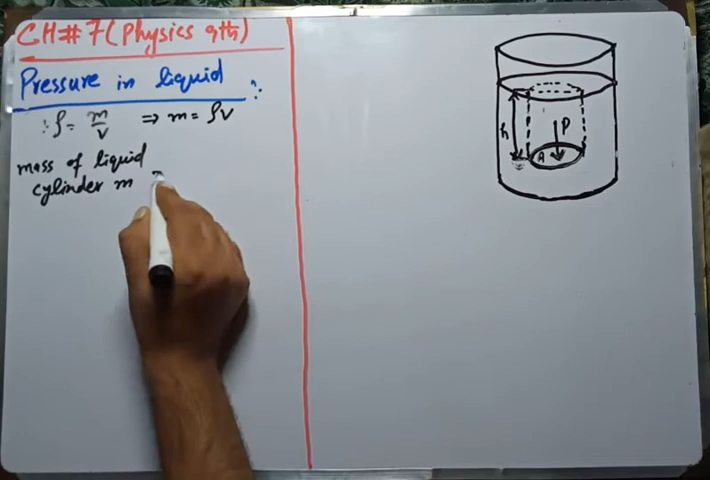 CH#7(Physics 9th)
Pressure in liquid :
∴ ρ = m/v ⇒ m = ρv
mass of liquid
cylinder m =
h
P
A